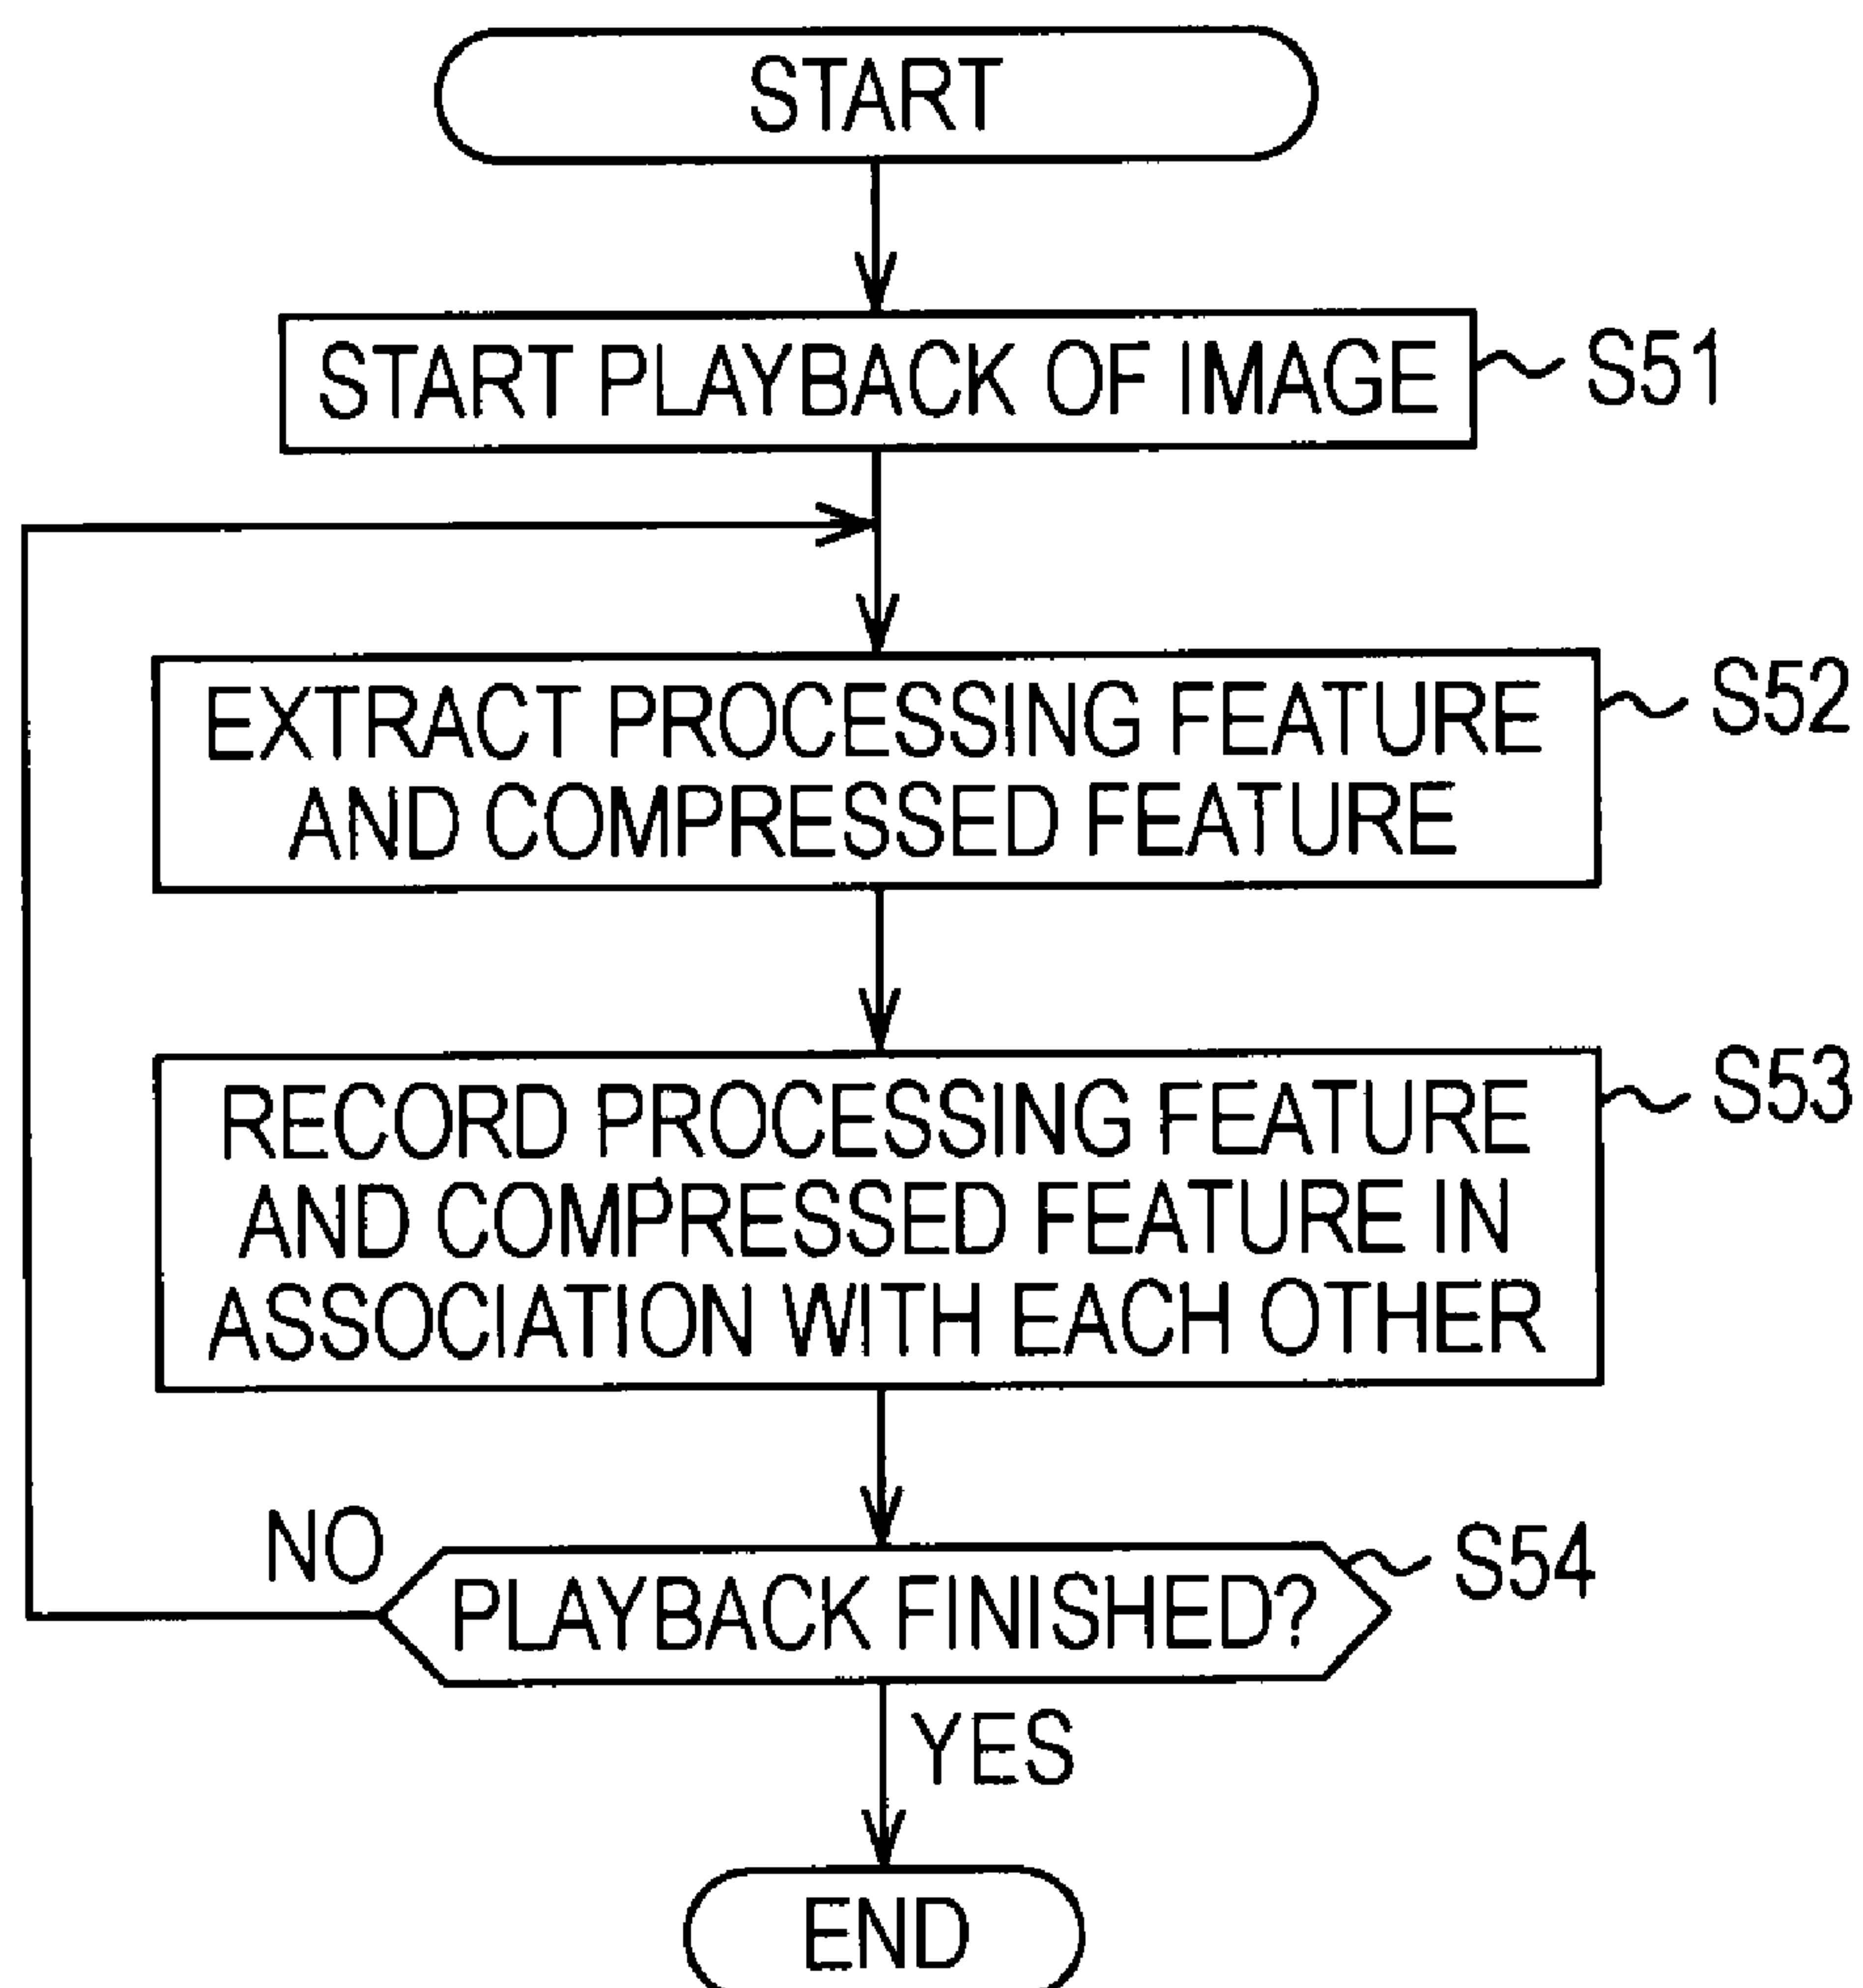 START
START PLAYBACK OF IMAGE
S51
EXTRACT PROCESSING FEATURE
AND COMPRESSED FEATURE
S52
RECORD PROCESSING FEATURE
AND COMPRESSED FEATURE IN
ASSOCIATION WITH EACH OTHER
S53
NO
PLAYBACK FINISHED?
S54
YES
END